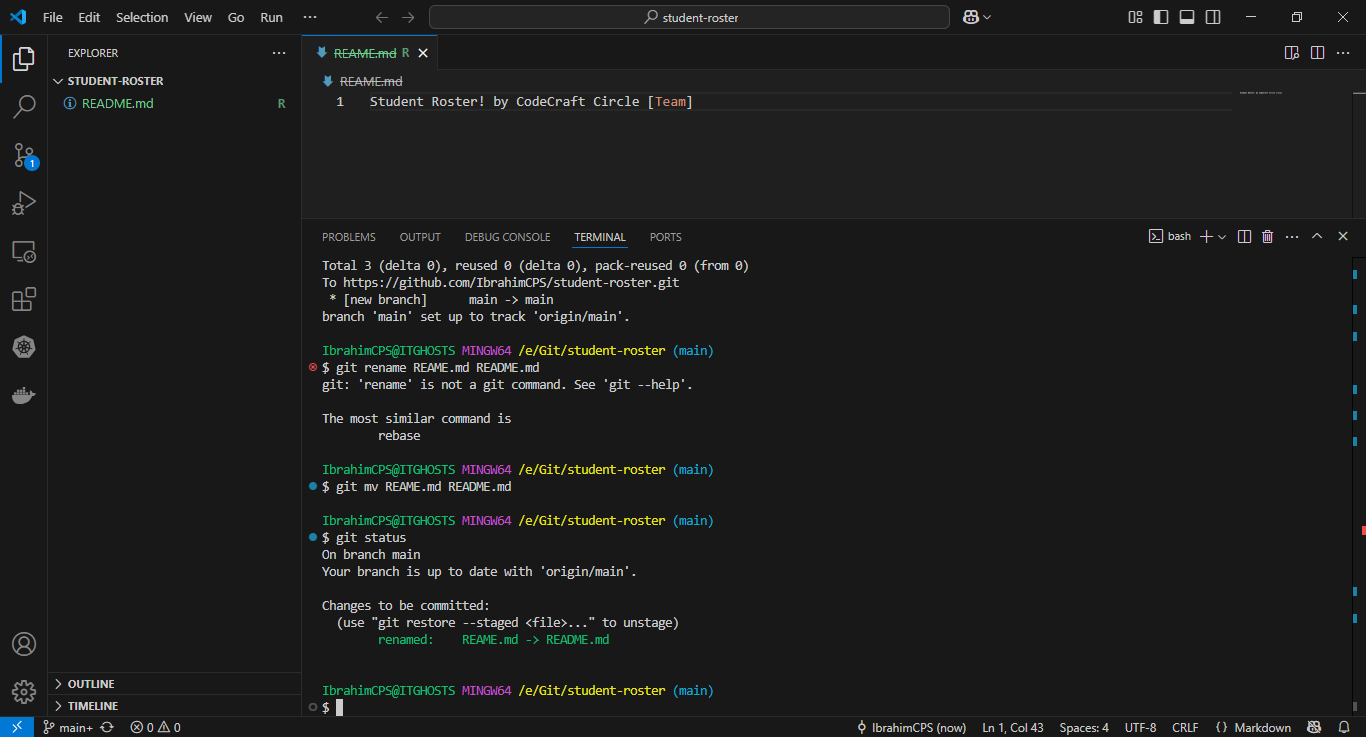 File Edit Selection View Go Run ···
student-roster
EXPLORER ···
STUDENT-ROSTER
README.md R
1
OUTLINE
TIMELINE
REAME.md R
REAME.md
1 Student Roster! by CodeCraft Circle [Team]
PROBLEMS OUTPUT DEBUG CONSOLE TERMINAL PORTS
bash
Total 3 (delta 0), reused 0 (delta 0), pack-reused 0 (from 0)
To https://github.com/IbrahimCPS/student-roster.git
* [new branch] main -> main
branch 'main' set up to track 'origin/main'.
IbrahimCPS@ITGHOSTS MINGW64 /e/Git/student-roster (main)
$ git rename REAME.md README.md
git: 'rename' is not a git command. See 'git --help'.
The most similar command is
rebase
IbrahimCPS@ITGHOSTS MINGW64 /e/Git/student-roster (main)
$ git mv REAME.md README.md
IbrahimCPS@ITGHOSTS MINGW64 /e/Git/student-roster (main)
$ git status
On branch main
Your branch is up to date with 'origin/main'.
Changes to be committed:
(use "git restore --staged <file>..." to unstage)
renamed: REAME.md -> README.md
IbrahimCPS@ITGHOSTS MINGW64 /e/Git/student-roster (main)
$
main+ 0 0 IbrahimCPS (now) Ln 1, Col 43 Spaces: 4 UTF-8 CRLF {} Markdown